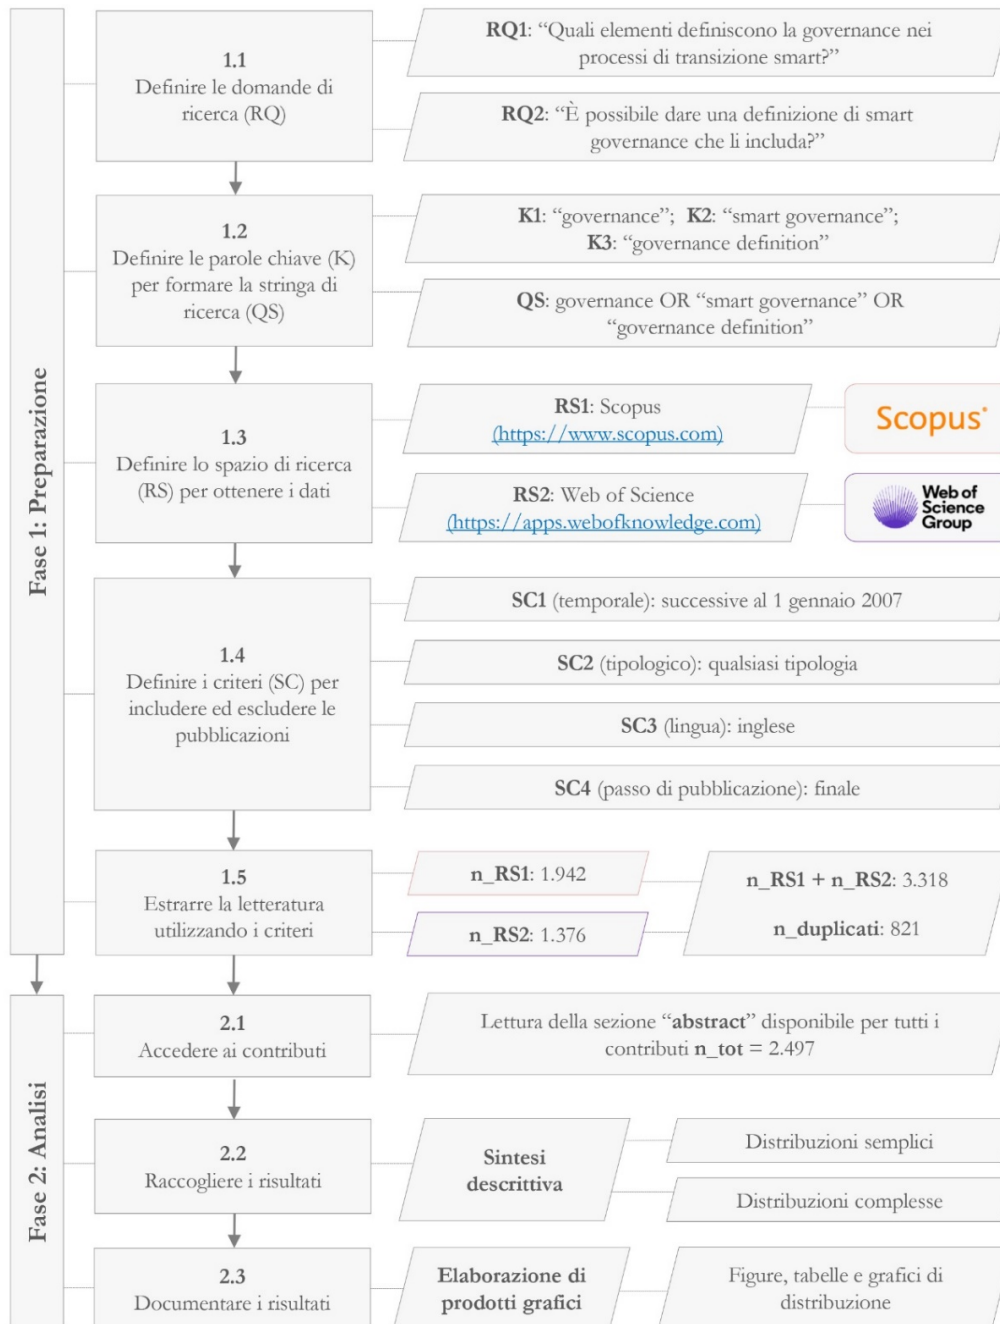 Fase 1: Preparazione
1.1
Definire le domande di
ricerca (RQ)
RQ1: “Quali elementi definiscono la governance nei
processi di transizione smart?”
RQ2: “È possibile dare una definizione di smart
governance che li includa?”
1.2
Definire le parole chiave (K)
per formare la stringa di
ricerca (QS)
K1: “governance”; K2: “smart governance”;
K3: “governance definition”
QS: governance OR “smart governance” OR
“governance definition”
1.3
Definire lo spazio di ricerca
(RS) per ottenere i dati
RS1: Scopus
(https://www.scopus.com)
Scopus
RS2: Web of Science
(https://apps.webofknowledge.com)
Web of
Science
Group
1.4
Definire i criteri (SC) per
includere ed escludere le
pubblicazioni
SC1 (temporale): successive al 1 gennaio 2007
SC2 (tipologico): qualsiasi tipologia
SC3 (lingua): inglese
SC4 (passo di pubblicazione): finale
1.5
Estrarre la letteratura
utilizzando i criteri
n_RS1: 1.942
n_RS2: 1.376
n_RS1 + n_RS2: 3.318
n_duplicati: 821
Fase 2: Analisi
2.1
Accedere ai contributi
Lettura della sezione “abstract” disponibile per tutti i
contributi n_tot = 2.497
2.2
Raccogliere i risultati
Sintesi
descrittiva
Distribuzioni semplici
Distribuzioni complesse
2.3
Documentare i risultati
Elaborazione di
prodotti grafici
Figure, tabelle e grafici di
distribuzione